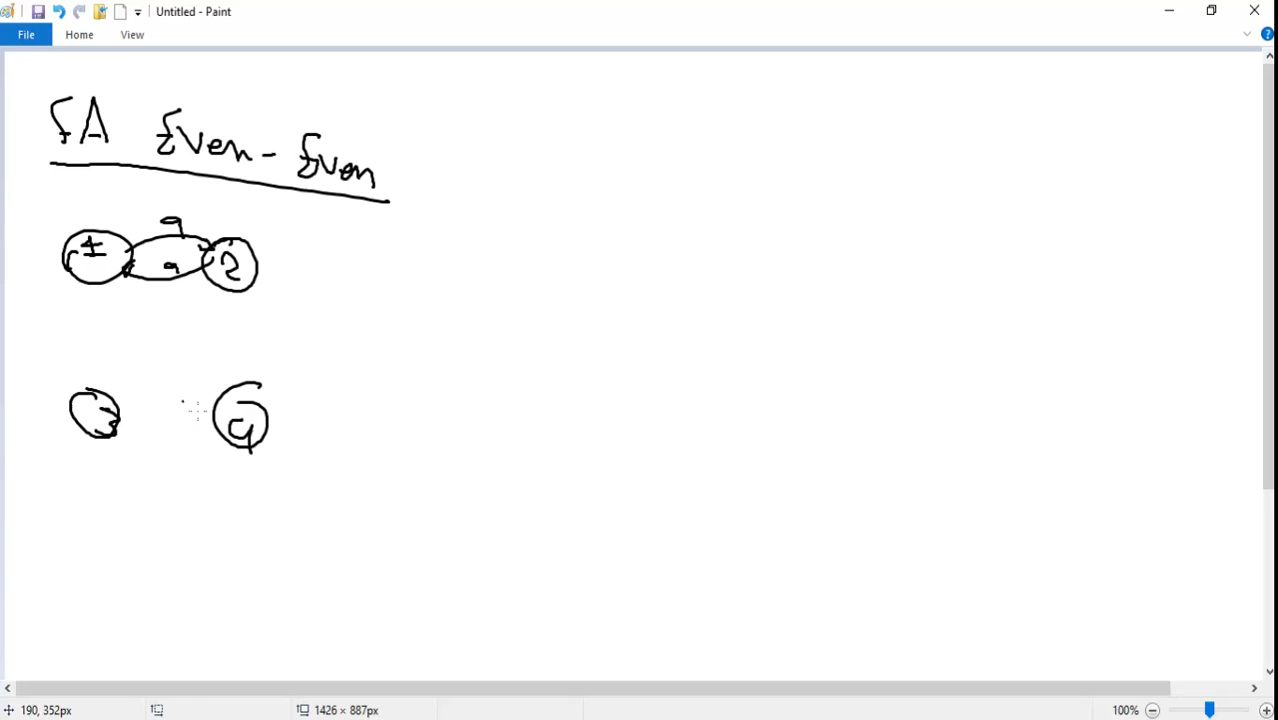 Untitled - Paint
File Home View
FA Even - Even
a
1 2
a
3 4
190, 352px
1426 × 887px
100%